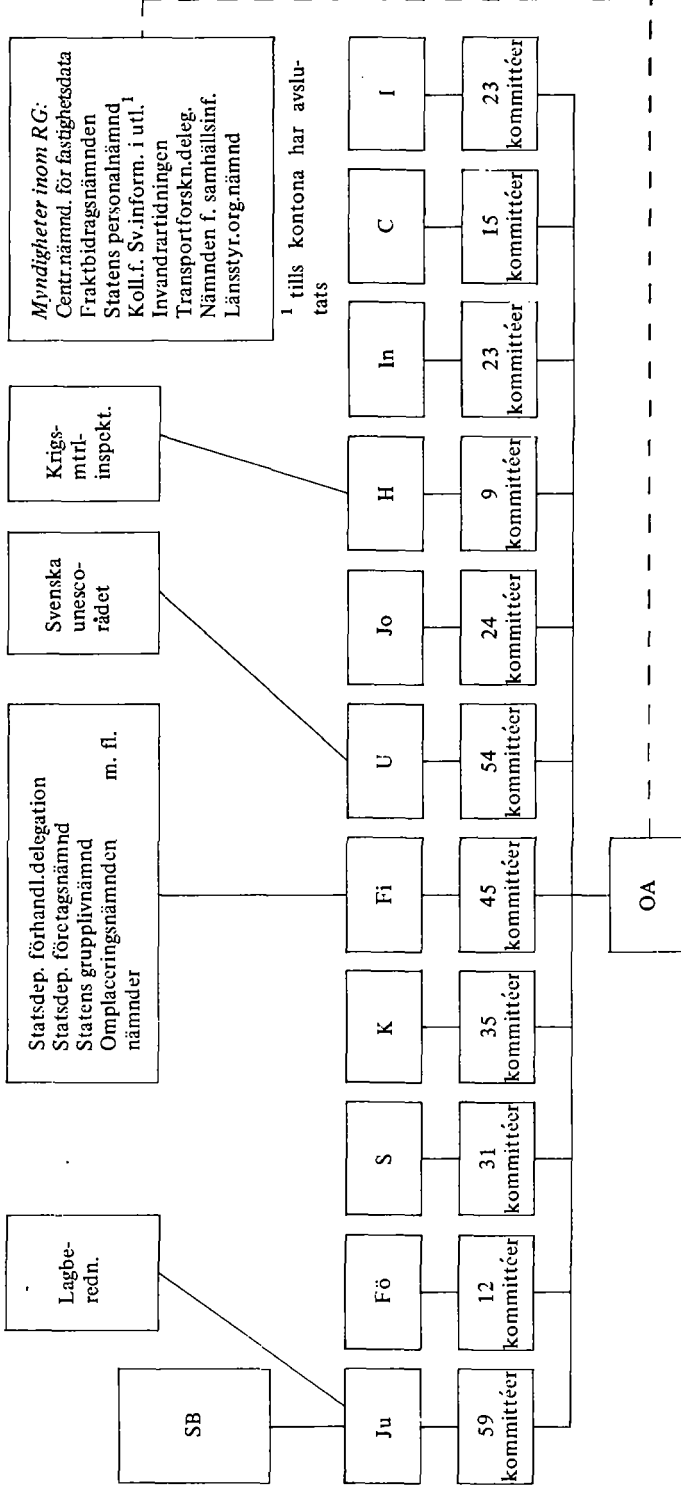 SB
Lagbe-
redn.
Statsdep. förhandl.delegation
Statsdep. företagsnämnd
Statens grupplivnämnd
Omplaceringsnämnden m. fl.
nämnder
Svenska
unesco-
rådet
Krigs-
mtrl-
inspekt.
Myndigheter inom RG:
Centr.nämnd. för fastighetsdata
Fraktbidragsnämnden
Statens personalnämnd
Koll.f. Sv.inform. i utl.¹
Invandrartidningen
Transportforskn.deleg.
Nämnden f. samhällsinf.
Länsstyr.org.nämnd
¹ tills kontona har avslu-
tats
Ju Fö S K Fi U Jo H In C I
59 12 31 35 45 54 24 9 23 15 23
kommittéer kommittéer kommittéer kommittéer kommittéer kommittéer kommittéer kommittéer kommittéer kommittéer kommittéer
OA